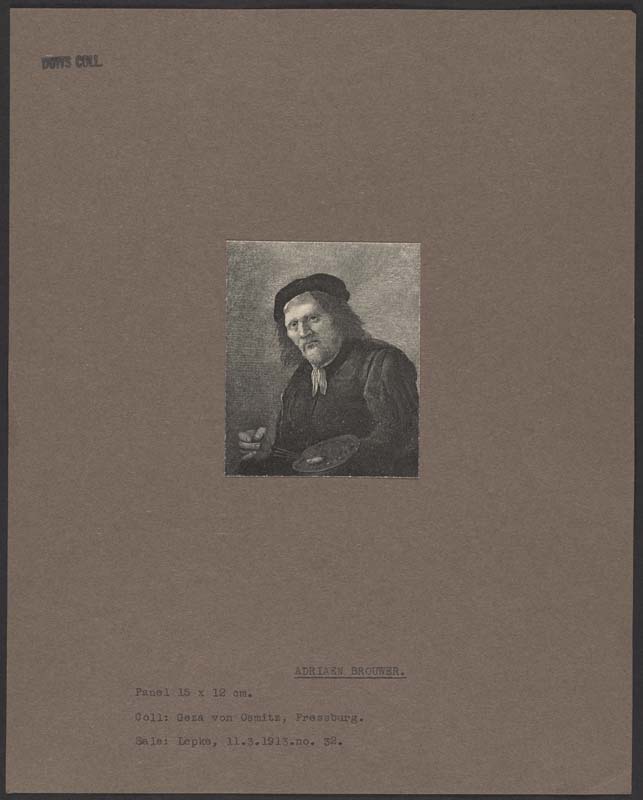 DOWS COLL.
ADRIAEN BROUWER.
Panel 15 x 12 cm.
Coll: Geza von Osmitz, Pressburg.
Sale: Lepke, 11.3.1913.no. 32.